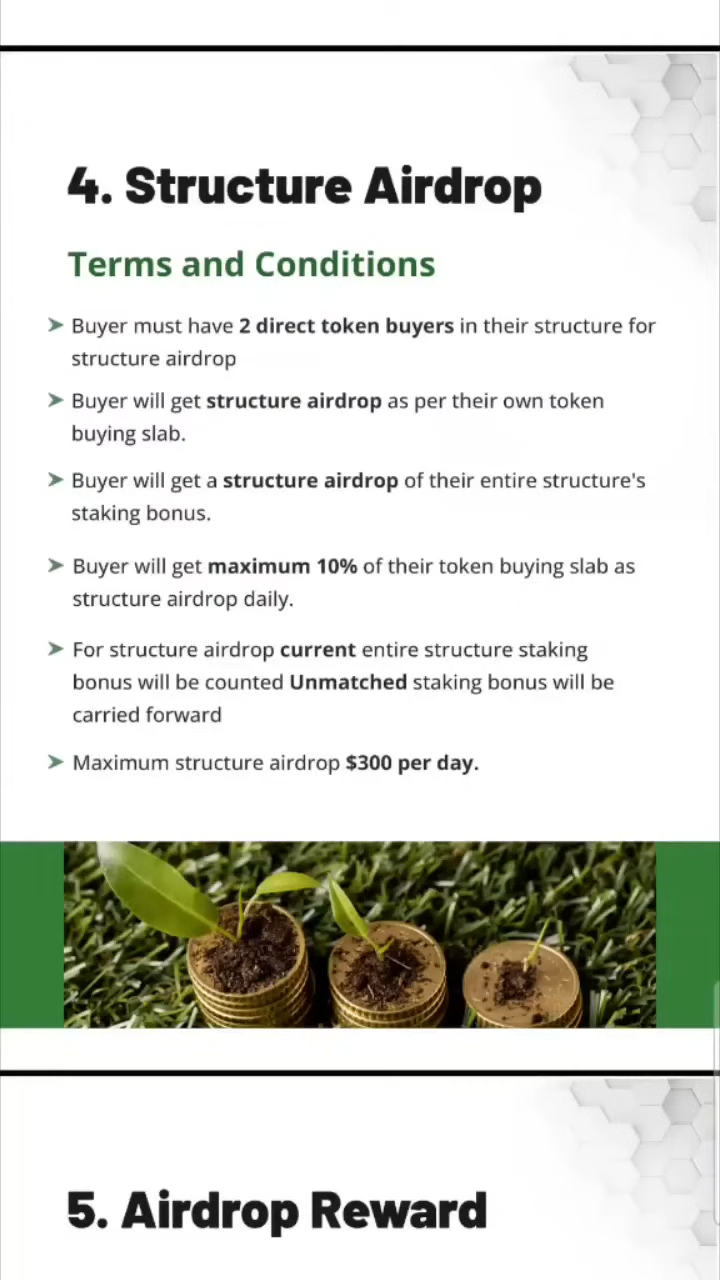 4. Structure Airdrop
Terms and Conditions
➤ Buyer must have 2 direct token buyers in their structure for
structure airdrop
➤ Buyer will get structure airdrop as per their own token
buying slab.
➤ Buyer will get a structure airdrop of their entire structure's
staking bonus.
➤ Buyer will get maximum 10% of their token buying slab as
structure airdrop daily.
➤ For structure airdrop current entire structure staking
bonus will be counted Unmatched staking bonus will be
carried forward
➤ Maximum structure airdrop $300 per day.
5. Airdrop Reward